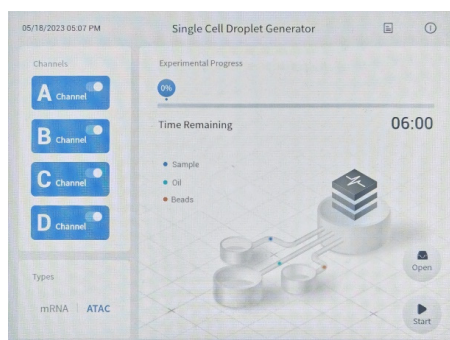 05/18/2023 05:07 PM
Single Cell Droplet Generator
Channels
A Channel
B Channel
C Channel
D Channel
Types
mRNA | ATAC
Experimental Progress
0%
Time Remaining
06:00
Sample
Oil
Beads
Open
Start